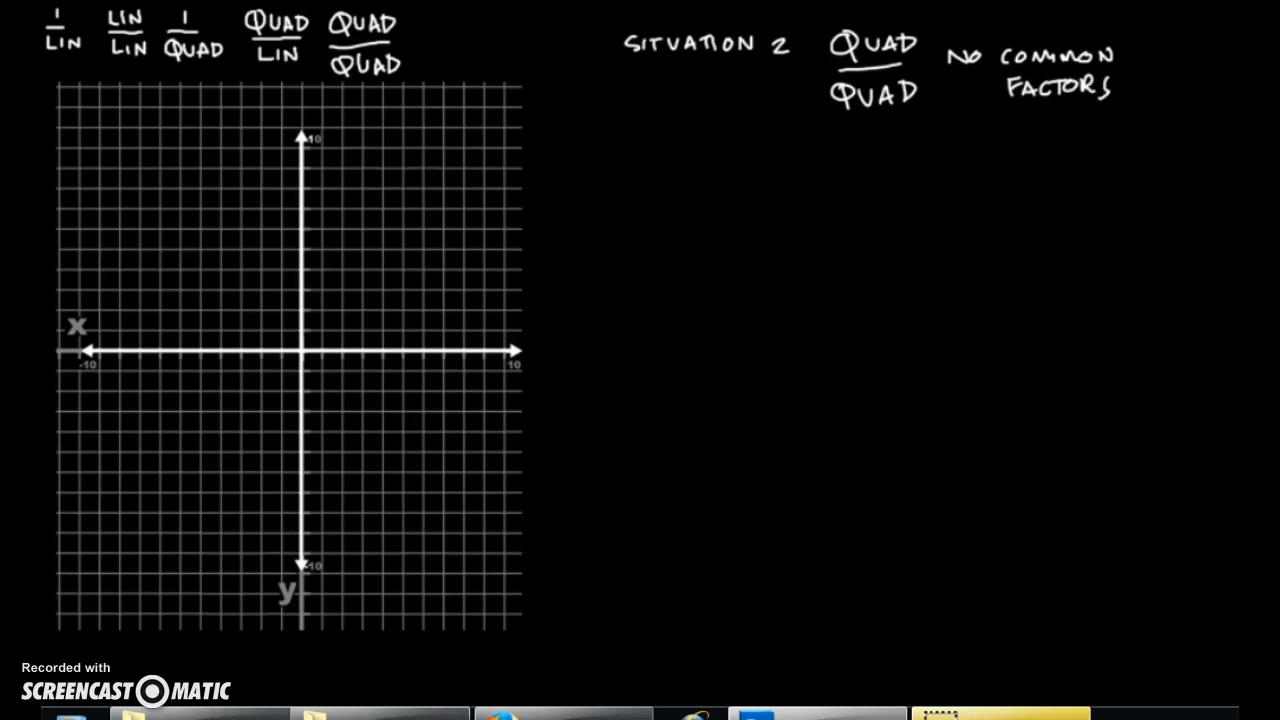 1 LIN 1 QUAD QUAD
LIN LIN QUAD LIN QUAD
SITUATION 2 QUAD NO COMMON
QUAD FACTORS
10
x
-10 10
-10
y
Recorded with
SCREENCAST MATIC